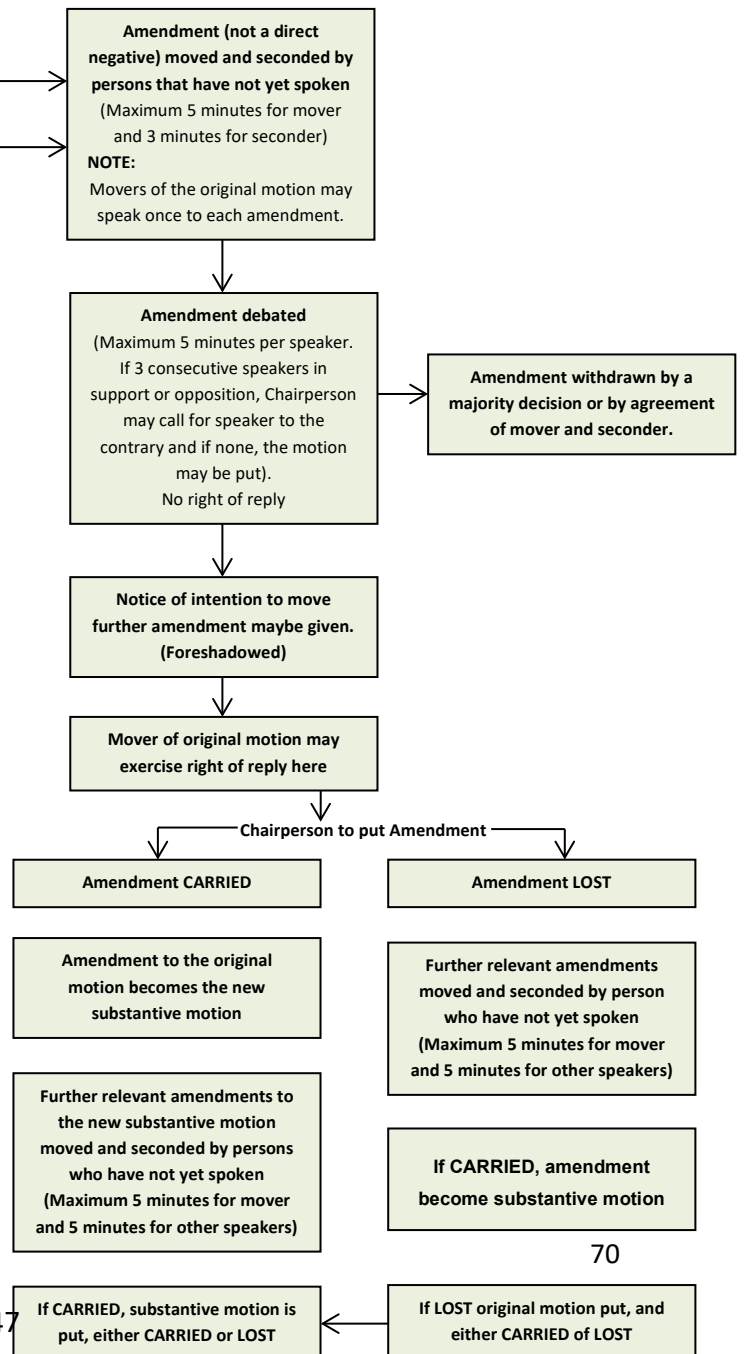 Amendment (not a direct
negative) moved and seconded by
persons that have not yet spoken
(Maximum 5 minutes for mover
and 3 minutes for seconder)
NOTE:
Movers of the original motion may
speak once to each amendment.
Amendment debated
(Maximum 5 minutes per speaker.
If 3 consecutive speakers in
support or opposition, Chairperson
may call for speaker to the
contrary and if none, the motion
may be put).
No right of reply
Amendment withdrawn by a
majority decision or by agreement
of mover and seconder.
Notice of intention to move
further amendment maybe given.
(Foreshadowed)
Mover of original motion may
exercise right of reply here
Chairperson to put Amendment
Amendment CARRIED
Amendment to the original
motion becomes the new
substantive motion
Further relevant amendments to
the new substantive motion
moved and seconded by persons
who have not yet spoken
(Maximum 5 minutes for mover
and 5 minutes for other speakers)
If CARRIED, substantive motion is
put, either CARRIED or LOST
Amendment LOST
Further relevant amendments
moved and seconded by person
who have not yet spoken
(Maximum 5 minutes for mover
and 5 minutes for other speakers)
If CARRIED, amendment
become substantive motion
70
If LOST original motion put, and
either CARRIED of LOST